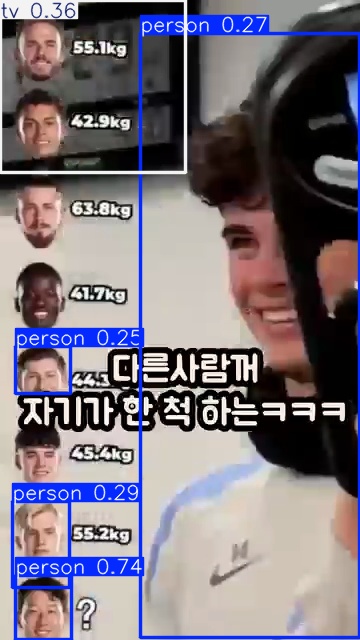 tv 0.36
person 0.27
55.1kg
42.9kg
63.8kg
41.7kg
person 0.25
44.3
다른사람꺼
자기가 한 척 하는ㅋㅋㅋ
45.4kg
person 0.29
55.2kg
person 0.74
?